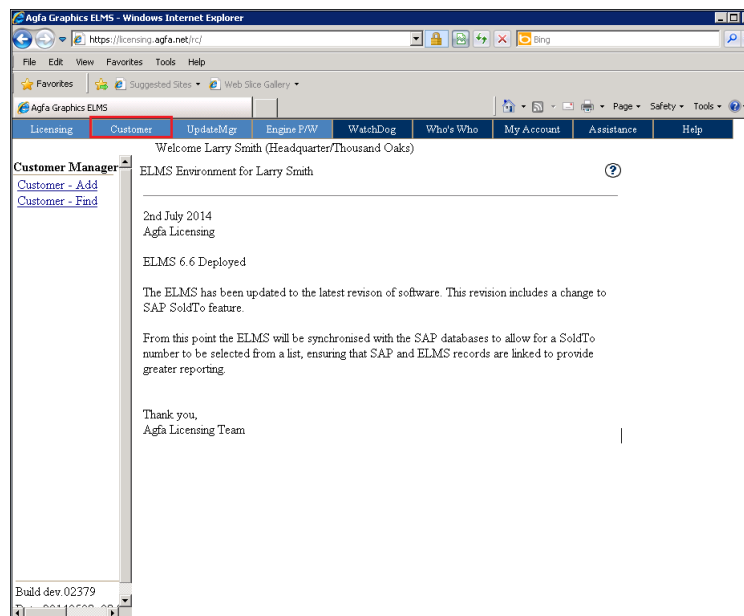 Agfa Graphics ELMS - Windows Internet Explorer
https://licensing.agfa.net/rc/
Bing
File Edit View Favorites Tools Help
Favorites Suggested Sites Web Slice Gallery
Agfa Graphics ELMS
Page Safety Tools
Licensing Customer UpdateMgr Engine P/W WatchDog Who's Who My Account Assistance Help
Welcome Larry Smith (Headquarter/Thousand Oaks)
Customer Manager
Customer - Add
Customer - Find
ELMS Environment for Larry Smith
2nd July 2014
Agfa Licensing
ELMS 6.6 Deployed
The ELMS has been updated to the latest revison of software. This revision includes a change to
SAP SoldTo feature.
From this point the ELMS will be synchronised with the SAP databases to allow for a SoldTo
number to be selected from a list, ensuring that SAP and ELMS records are linked to provide
greater reporting.
Thank you,
Agfa Licensing Team
Build dev.02379